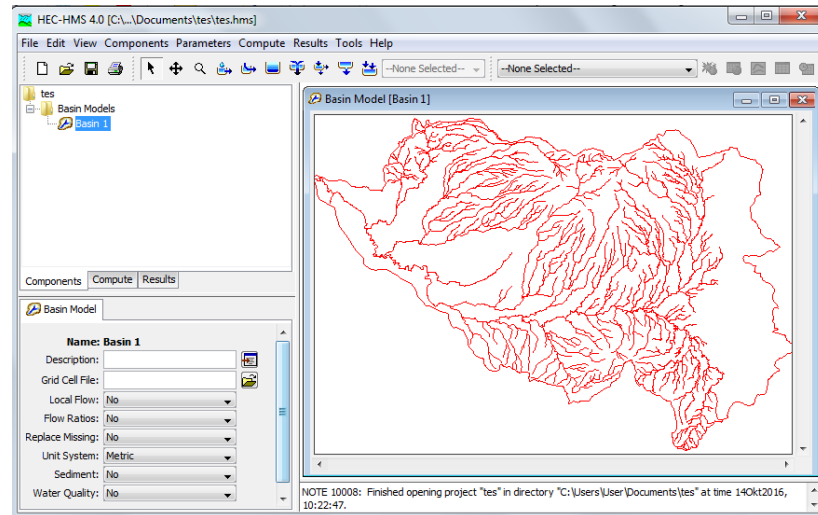 HEC-HMS 4.0 [C:\...\Documents\tes\tes.hms]
File Edit View Components Parameters Compute Results Tools Help
--None Selected-- --None Selected--
tes
Basin Models
Basin 1
Components Compute Results
Basin Model [Basin 1]
Basin Model
Name: Basin 1
Description:
Grid Cell File:
Local Flow: No
Flow Ratios: No
Replace Missing: No
Unit System: Metric
Sediment: No
Water Quality: No
NOTE 10008: Finished opening project "tes" in directory "C:\Users\User\Documents\tes" at time 14Okt2016,
10:22:47.